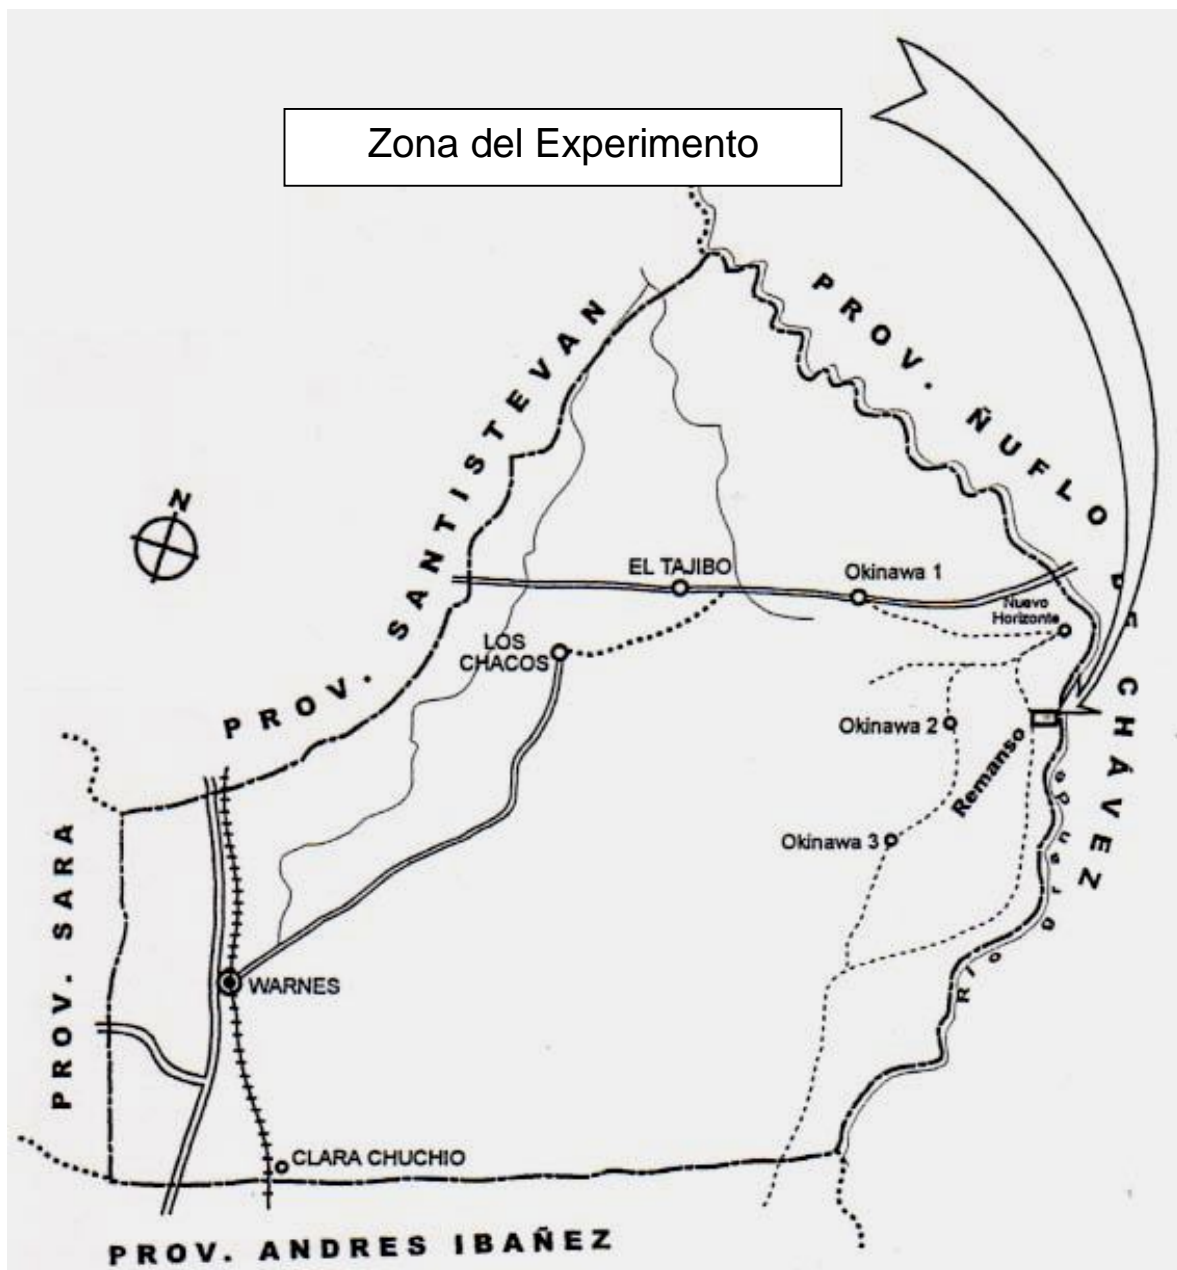 Zona del Experimento
PROV. ÑUFLO DE CHÁVEZ
PROV. SANTISTEVAN
N
EL TAJIBO
Okinawa 1
Nuevo
Horizonte
LOS
CHACOS
Okinawa 2
Remanso
Okinawa 3
Río grande
PROV. SARA
WARNES
CLARA CHUCHIO
PROV. ANDRES IBAÑEZ